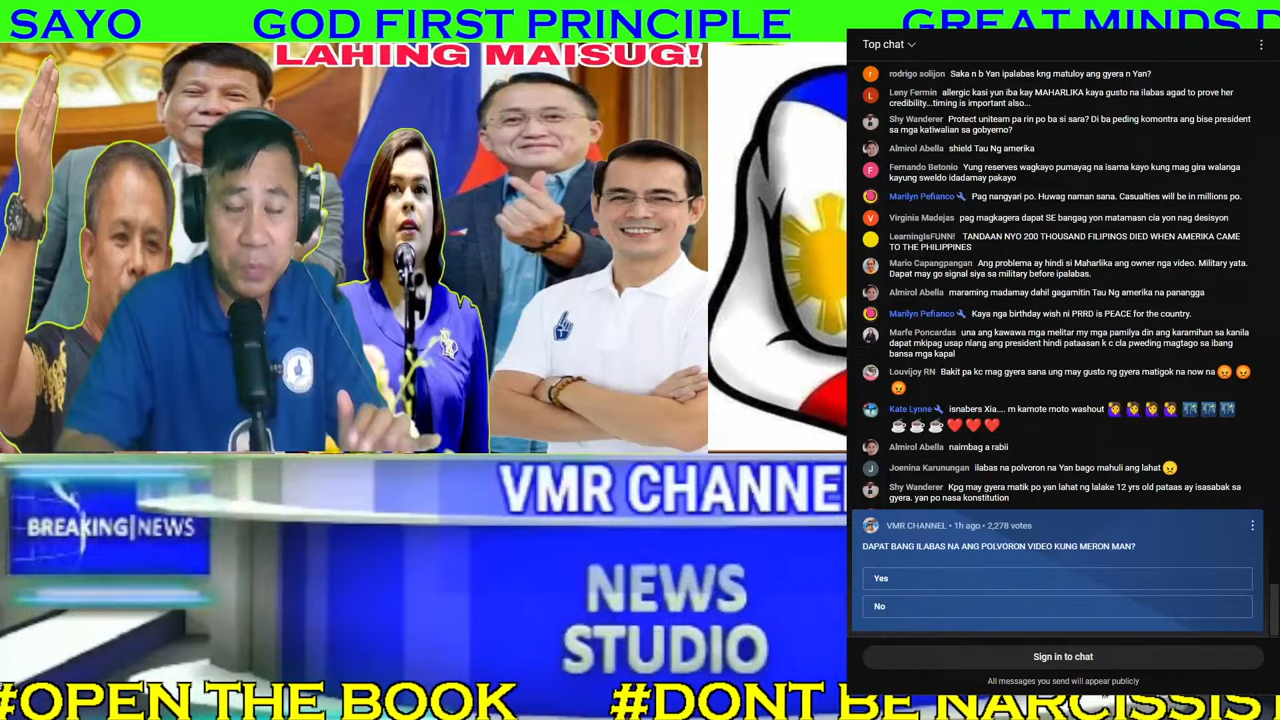 SAYO GOD FIRST PRINCIPLE GREAT MINDS D
LAHING MAISUG!
Top chat
rodrigo solijon Saka n b Yan ipalabas kng matuloy ang gyera n Yan?
Leny Fermin allergic kasi yun iba kay MAHARLIKA kaya gusto na ilabas agad to prove her
credibility...timing is important also...
Shy Wanderer Protect uniteam pa rin po ba si sara? Di ba peding komontra ang bise president
sa mga katiwalian sa gobyerno?
Almirol Abella shield Tau Ng amerika
Fernando Betonio Yung reserves wagkayo pumayag na isama kayo kung mag gira walanga
kayung sweldo idadamay pakayo
Marilyn Pefianco Pag nangyari po. Huwag naman sana. Casualties will be in millions po.
Virginia Madejas pag magkagera dapat SE bangag yon matamasn cia yon nag desisyon
LearningIsFUNN! TANDAAN NYO 200 THOUSAND FILIPINOS DIED WHEN AMERIKA CAME
TO THE PHILIPPINES
Mario Capangpangan Ang problema ay hindi si Maharlika ang owner nga video. Military yata.
Dapat may go signal siya sa military before ipalabas.
Almirol Abella maraming madamay dahil gagamitin Tau Ng amerika na panangga
Marilyn Pefianco Kaya nga birthday wish ni PRRD is PEACE for the country.
Marfe Poncardas una ang kawawa mga melitar my mga pamilya din ang karamihan sa kanila
dapat mkipag usap nlang ang president hindi pataasan k c cla pweding magtago sa ibang
bansa mga kapal
Louvijoy RN Bakit pa kc mag gyera sana ung may gusto ng gyera matigok na now na
Kate Lynne isnabers Xia.... m kamote moto washout
Almirol Abella naimbag a rabii
Joenina Karunungan ilabas na polvoron na Yan bago mahuli ang lahat
Shy Wanderer Kpg may gyera matik po yan lahat ng lalake 12 yrs old pataas ay isasabak sa
gyera. yan po nasa konstitution
VMR CHANNEL • 1h ago • 2,278 votes
DAPAT BANG ILABAS NA ANG POLVORON VIDEO KUNG MERON MAN?
Yes
No
Sign in to chat
All messages you send will appear publicly
VMR CHANNE
BREAKING NEWS
NEWS
STUDIO
#OPEN THE BOOK #DONT BE NARCISSIS